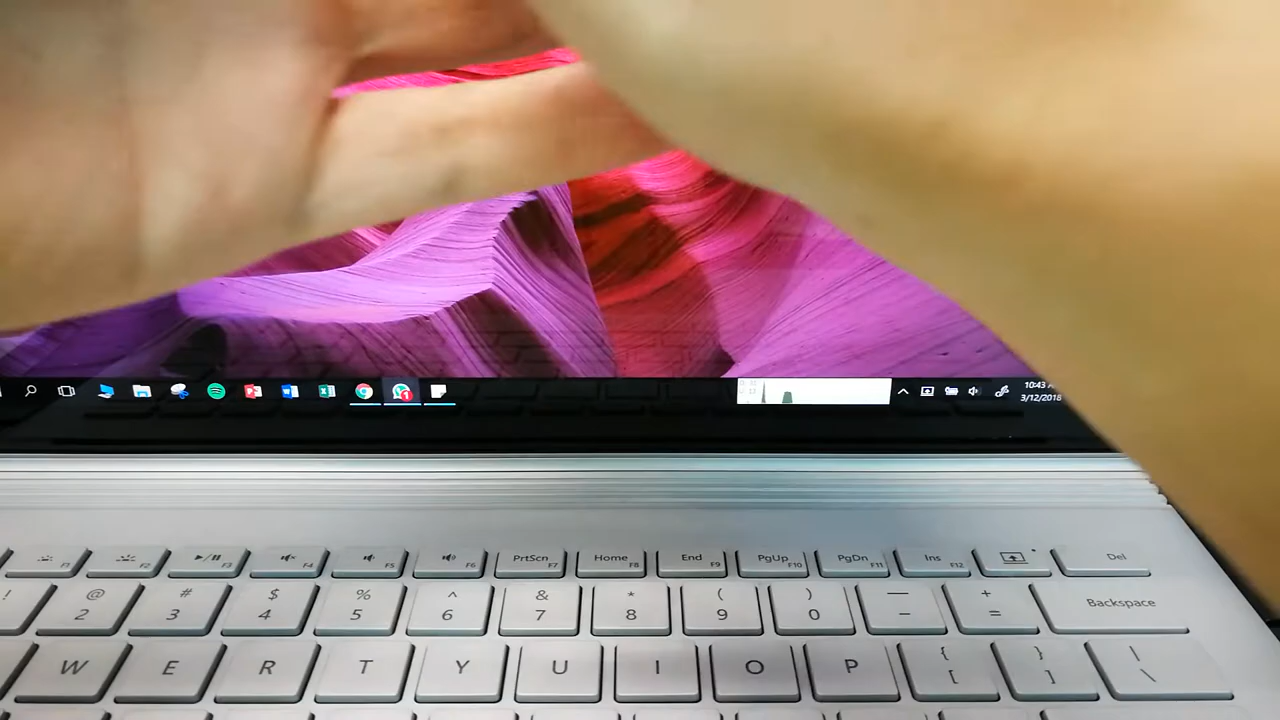 1
10:43
3/12/2018
F1 F2 F3 F4 F5 F6 PrtScn F7 Home F8 End F9 PgUp F10 PgDn F11 Ins F12 Del
! @ 2 # 3 $ 4 % 5 ^ 6 & 7 * 8 ( 9 ) 0 — - + = Backspace
W E R T Y U I O P { [ } ] | \